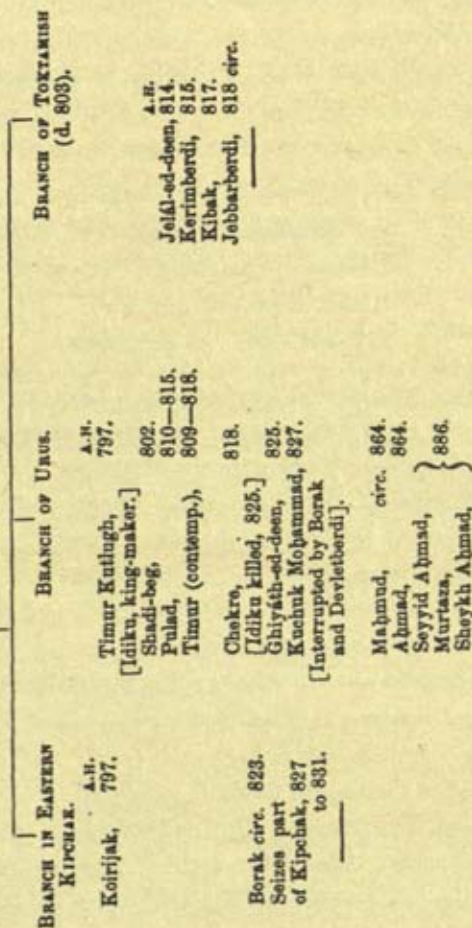 BRANCH IN EASTERN
KIPCHAK.
A.H.
Koirijak, 797.
Borak circ. 823.
Seizes part
of Kipchak, 827
to 831.
BRANCH OF URUS.
A.H.
Timur Kutlugh, 797.
[Idiku, king-maker.]
Shadi-beg, 802.
Pulad, 810—815.
Timur (contemp.), 809—818.
Chekre, 818.
[Idiku killed, 825.]
Ghiyáth-ed-deen, 825.
Kuchuk Moḥammad, 827.
[Interrupted by Borak
and Devletberdi].
Maḥmud, circ. 864.
Aḥmad, 864.
Seyyid Aḥmad,
Murtaza, } 886.
Sheykh Aḥmad,
BRANCH OF TOKTAMISH
(d. 803).
A.H.
Jelál-ed-deen, 814.
Kerimberdi, 815.
Kibak, 817.
Jebbarberdi, 818 circ.